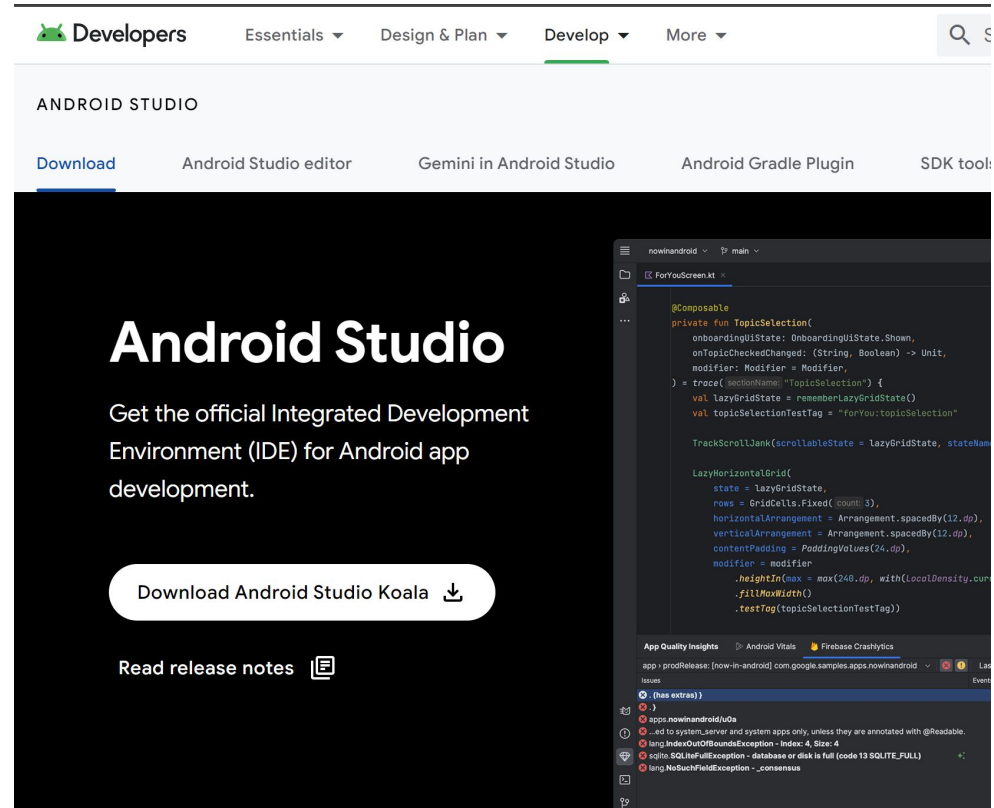 Developers Essentials Design & Plan Develop More S
ANDROID STUDIO
Download Android Studio editor Gemini in Android Studio Android Gradle Plugin SDK tools
Android Studio
Get the official Integrated Development
Environment (IDE) for Android app
development.
Download Android Studio Koala
Read release notes
nowinandroid main
ForYouScreen.kt ×
@Composable
private fun TopicSelection(
onboardingUiState: OnboardingUiState.Shown,
onTopicCheckedChanged: (String, Boolean) -> Unit,
modifier: Modifier = Modifier,
) = trace( sectionName: "TopicSelection") {
val lazyGridState = rememberLazyGridState()
val topicSelectionTestTag = "forYou:topicSelection"
TrackScrollJank(scrollableState = lazyGridState, stateName
LazyHorizontalGrid(
state = lazyGridState,
rows = GridCells.Fixed( count: 3),
horizontalArrangement = Arrangement.spacedBy(12.dp),
verticalArrangement = Arrangement.spacedBy(12.dp),
contentPadding = PaddingValues(24.dp),
modifier = modifier
.heightIn(max = max(240.dp, with(LocalDensity.curr
.fillMaxWidth()
.testTag(topicSelectionTestTag))
App Quality Insights Android Vitals Firebase Crashlytics
app › prodRelease: [now-in-android] com.google.samples.apps.nowinandroid Las
Issues Events
. (has extras) }
.}
apps.nowinandroid/u0a
...ed to system_server and system apps only, unless they are annotated with @Readable.
lang.IndexOutOfBoundsException - Index: 4, Size: 4
sqlite.SQLiteFullException - database or disk is full (code 13 SQLITE_FULL)
lang.NoSuchFieldException - _consensus